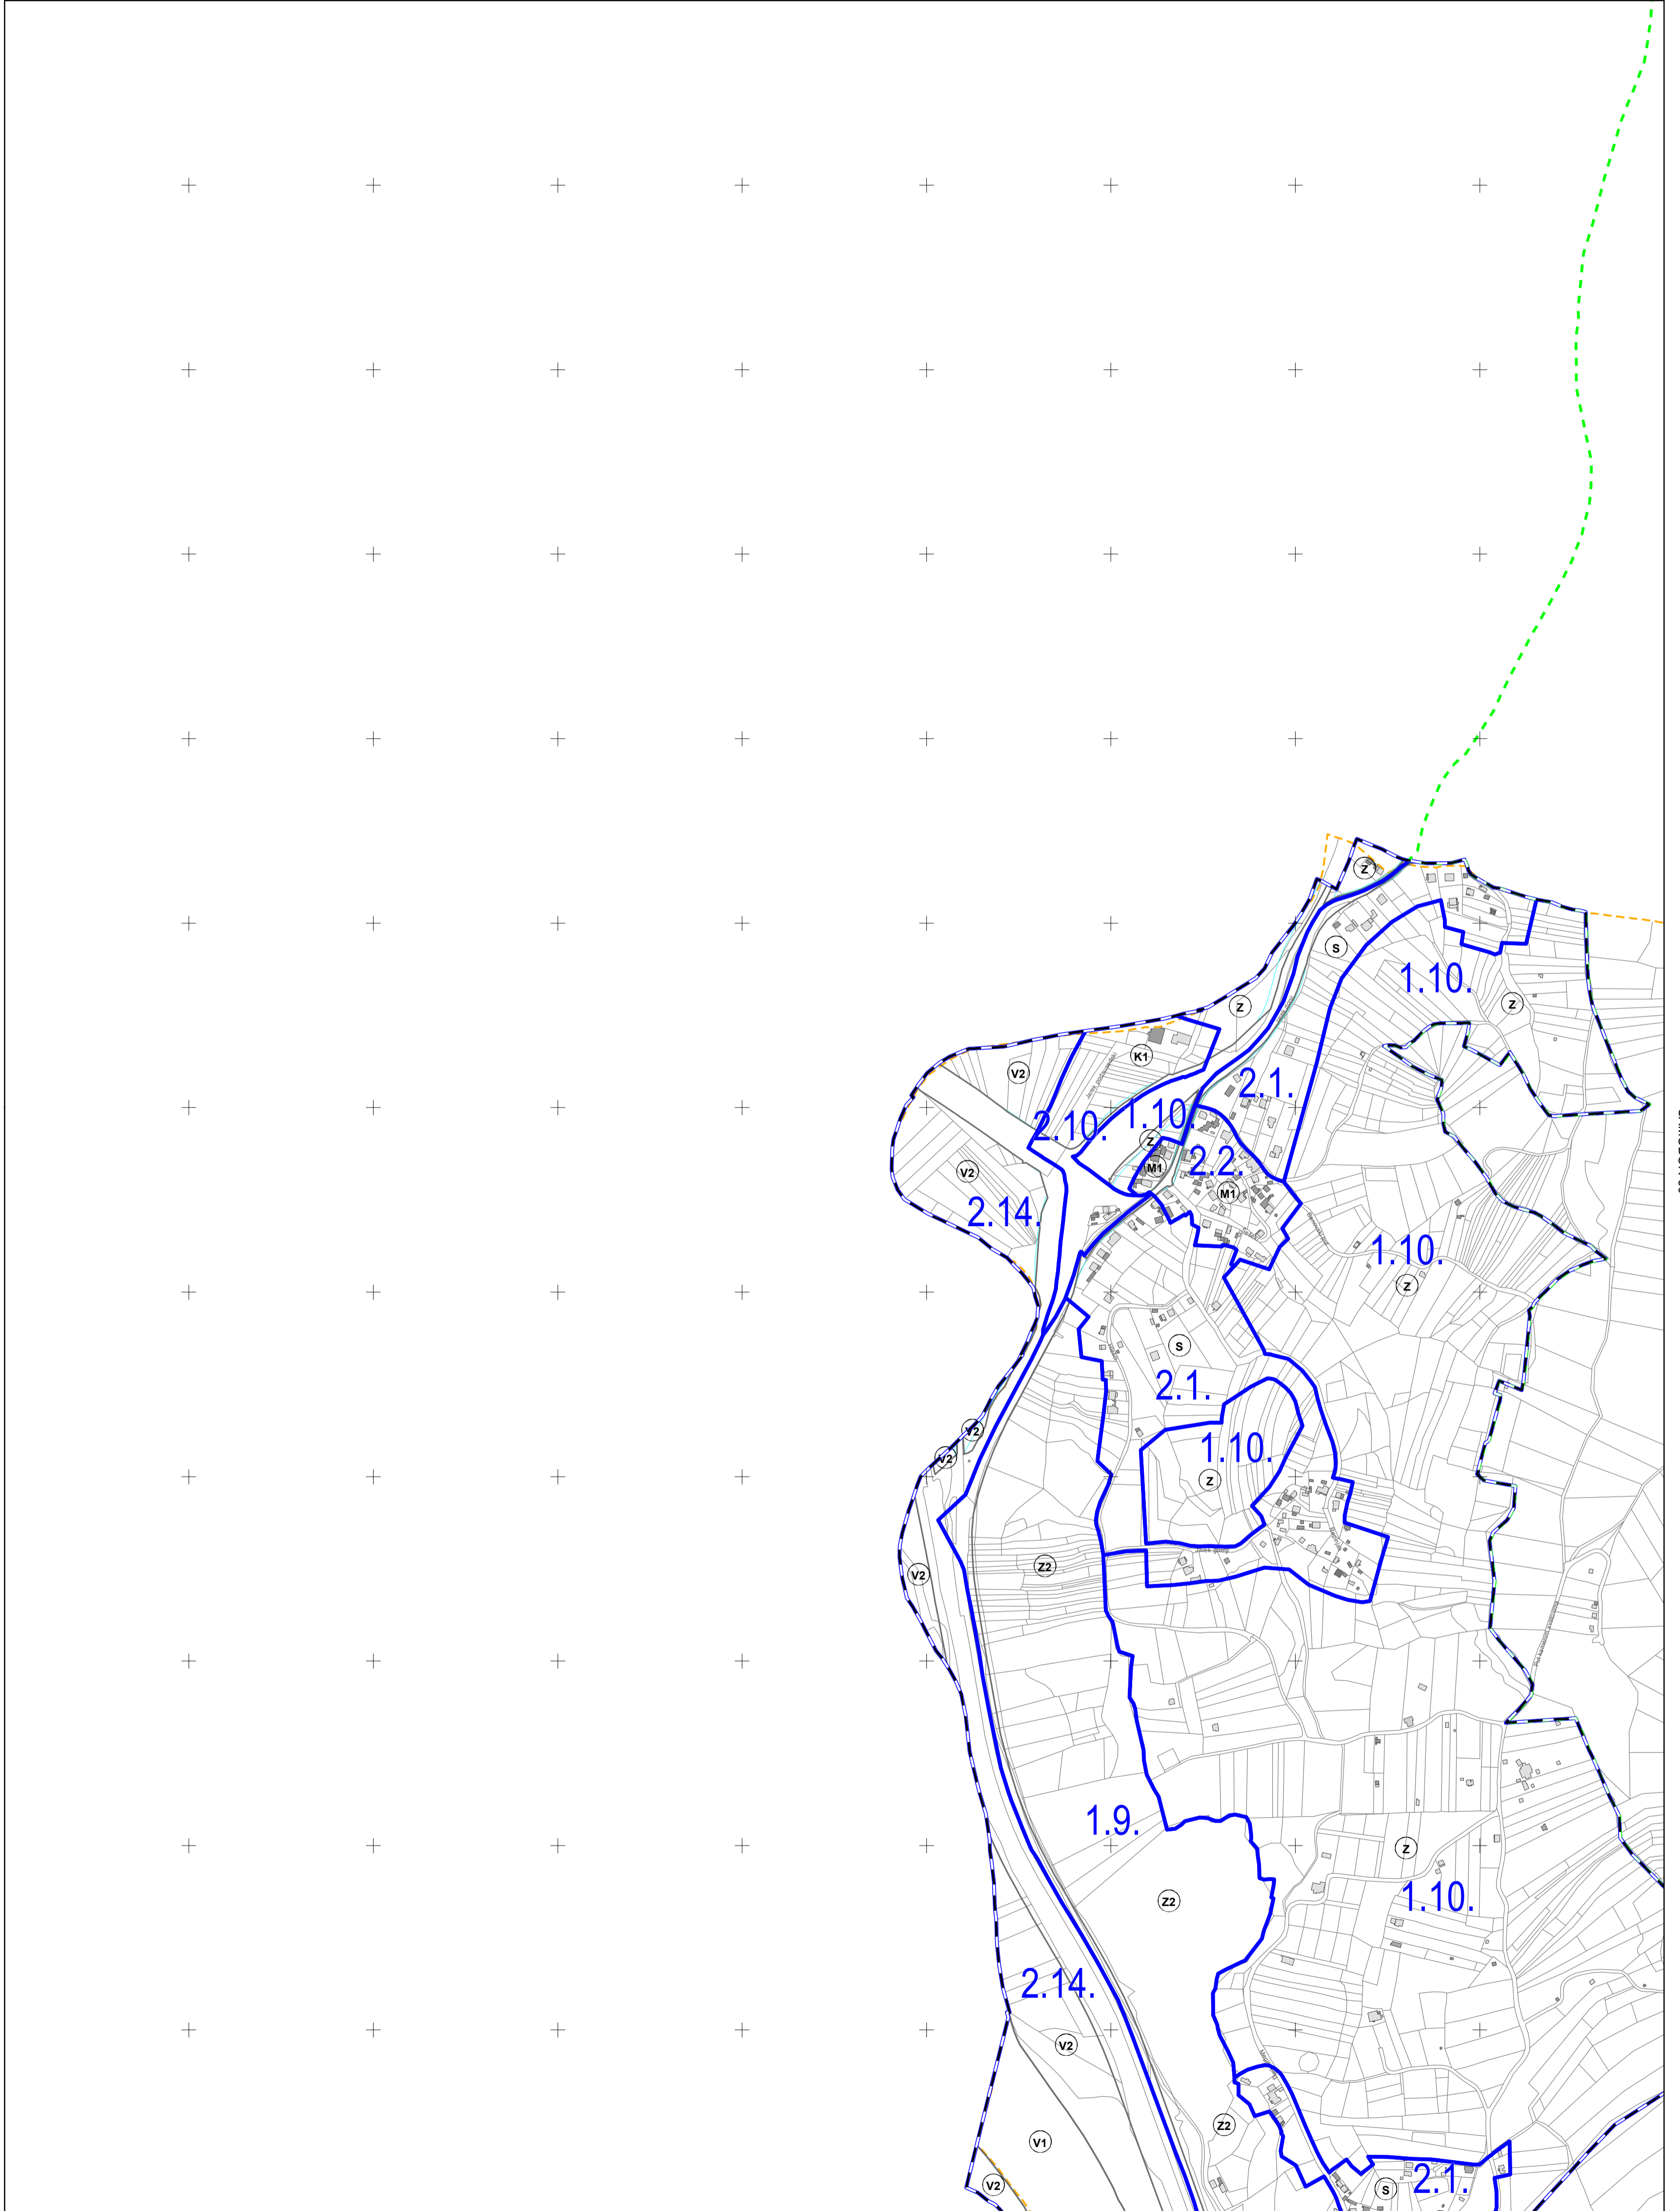 Z
S
1.10.
Z
Z
K1
V2
2.1.
2.10.
1.10.
Z
2.2.
M1
V2
M1
2.14.
1.10.
Z
S
2.1.
V2
1.10.
V2
Z
Z2
V2
1.9.
Z
1.10.
Z2
2.14.
V2
Z2
V1
2.1.
V2
S